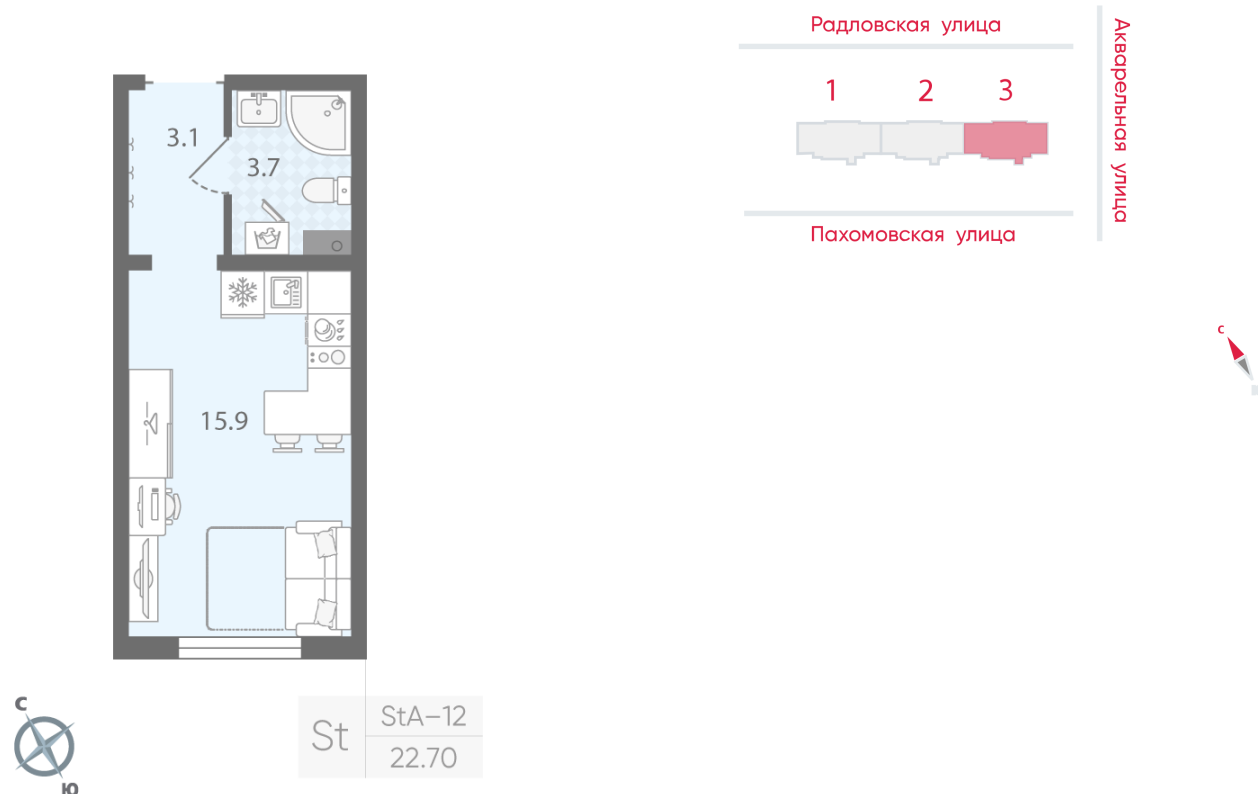 Радловская улица
Акварельная улица
1
2
3
Пахомовская улица
3.1
3.7
15.9
с
с
ю
St
StA–12
22.70